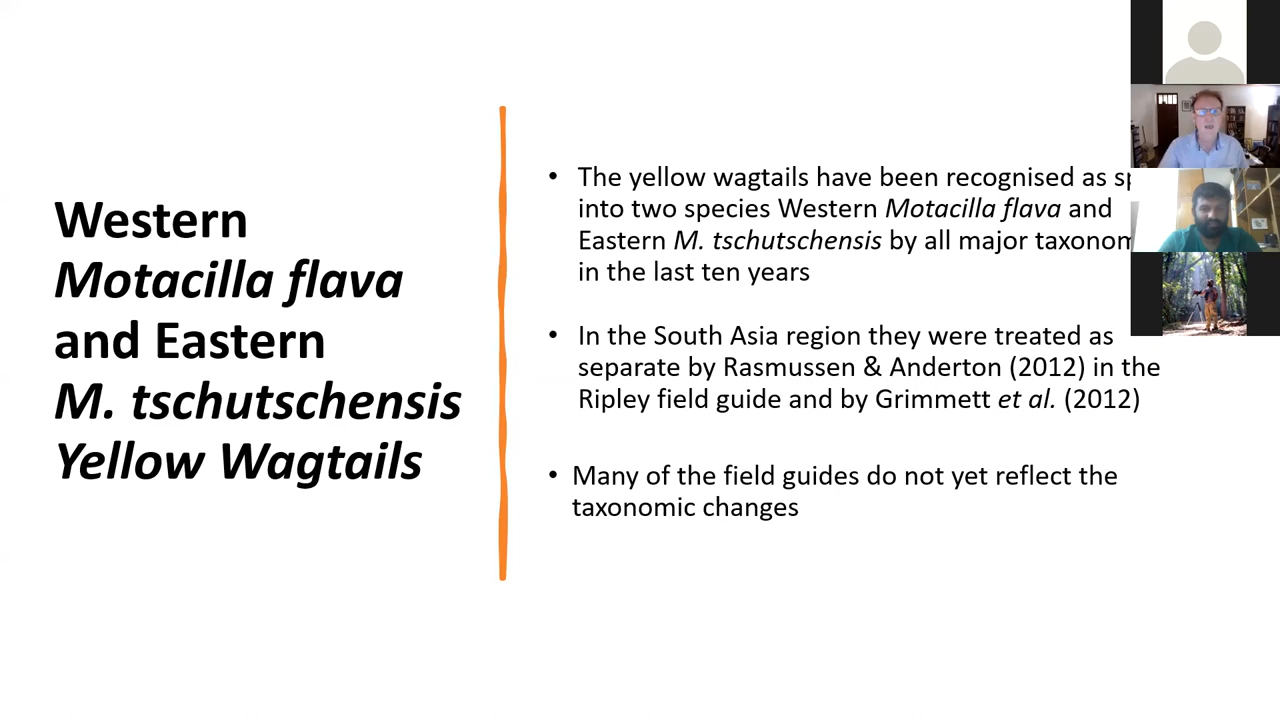 Western
Motacilla flava
and Eastern
M. tschutschensis
Yellow Wagtails
• The yellow wagtails have been recognised as
into two species Western Motacilla flava and
Eastern M. tschutschensis by all major
in the last ten years
• In the South Asia region they were treated as
separate by Rasmussen & Anderton (2012) in the
Ripley field guide and by Grimmett et al. (2012)
• Many of the field guides do not yet reflect the
taxonomic changes